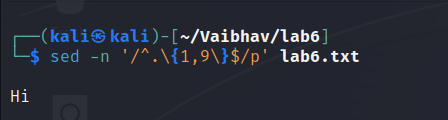 ┌──(kali㉿kali)-[~/Vaibhav/lab6]
└─$ sed -n '/^.\{1,9\}$/p' lab6.txt
Hi